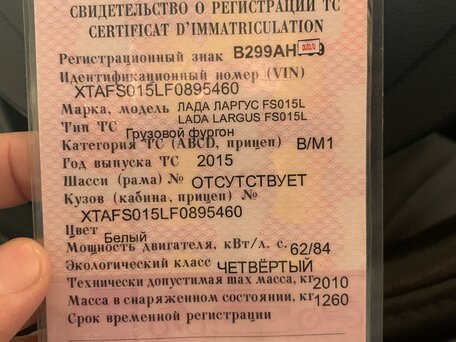 СВИДЕТЕЛЬСТВО О РЕГИСТРАЦИИ ТС
CERTIFICAT D'IMMATRICULATION
Регистрационный знак В299АН
Идентификационный номер (VIN)
XTAFS015LF0895460
Марка, модель ЛАДА ЛАРГУС FS015L
LADA LARGUS FS015L
Тип ТС Грузовой фургон
Категория ТС (ABCD, прицеп) B/M1
Год выпуска ТС 2015
Шасси (рама) № ОТСУТСТВУЕТ
Кузов (кабина, прицеп) №
XTAFS015LF0895460
Цвет Белый
Мощность двигателя, кВт/л. с. 62/84
Экологический класс ЧЕТВЁРТЫЙ
Технически допустимая max масса, кг 2010
Масса в снаряженном состоянии, кг 1260
Срок временной регистрации